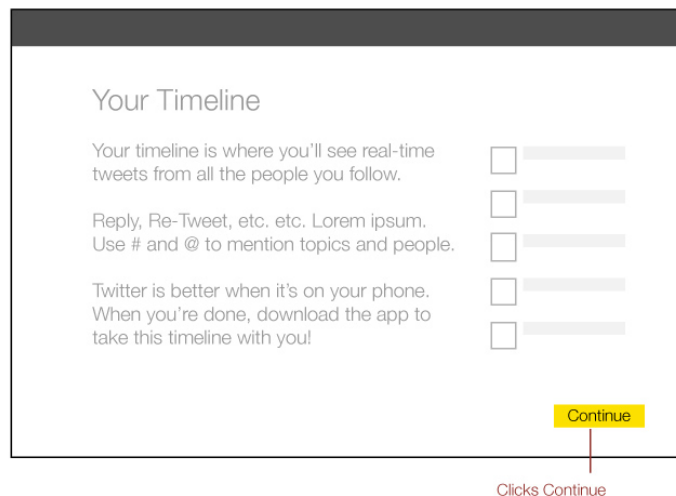 Your Timeline
Your timeline is where you'll see real-time
tweets from all the people you follow.
Reply, Re-Tweet, etc. etc. Lorem ipsum.
Use # and @ to mention topics and people.
Twitter is better when it's on your phone.
When you're done, download the app to
take this timeline with you!
Continue
Clicks Continue